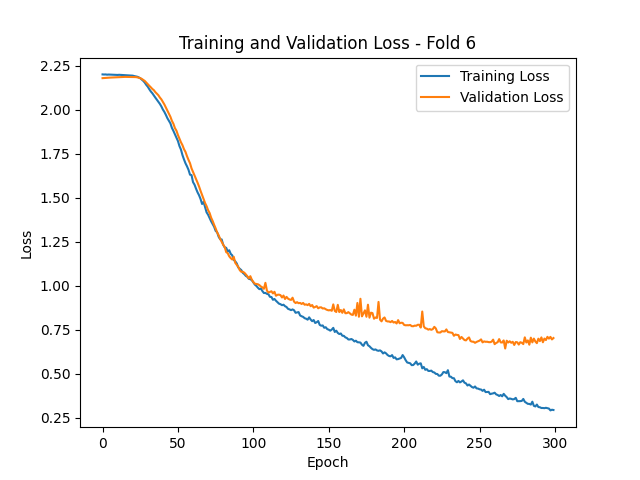 Training and Validation Loss - Fold 6
Training Loss
Validation Loss
Loss
2.25
2.00
1.75
1.50
1.25
1.00
0.75
0.50
0.25
0 50 100 150 200 250 300
Epoch